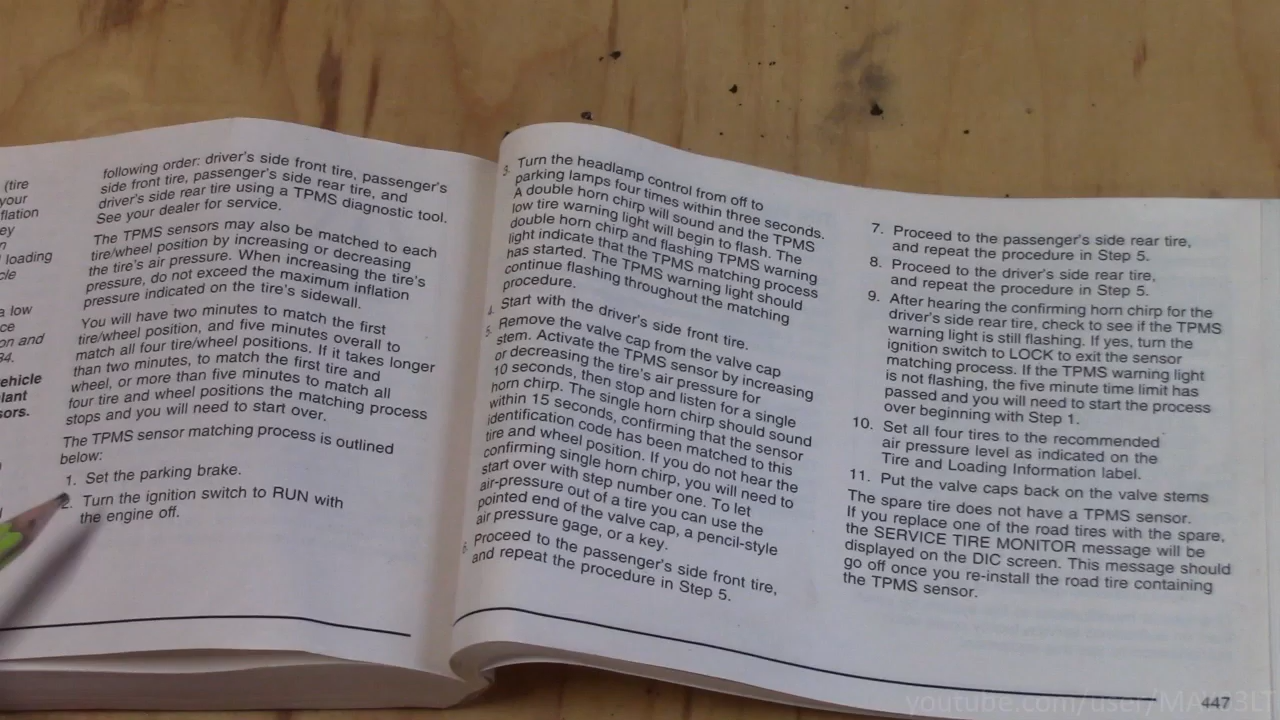 (tire
your
flation
ey
n
loading
cle
a low
ce
on and
34.
ehicle
lant
sors.
following order: driver's side front tire, passenger's
side front tire, passenger's side rear tire, and
driver's side rear tire using a TPMS diagnostic tool.
See your dealer for service.
The TPMS sensors may also be matched to each
tire/wheel position by increasing or decreasing
the tire's air pressure. When increasing the tire's
pressure, do not exceed the maximum inflation
pressure indicated on the tire's sidewall.
You will have two minutes to match the first
tire/wheel position, and five minutes overall to
match all four tire/wheel positions. If it takes longer
than two minutes, to match the first tire and
wheel, or more than five minutes to match all
four tire and wheel positions the matching process
stops and you will need to start over.
The TPMS sensor matching process is outlined
below:
1. Set the parking brake.
2. Turn the ignition switch to RUN with
the engine off.
3. Turn the headlamp control from off to
parking lamps four times within three seconds.
A double horn chirp will sound and the TPMS
low tire warning light will begin to flash. The
double horn chirp and flashing TPMS warning
light indicate that the TPMS matching process
has started. The TPMS warning light should
continue flashing throughout the matching
procedure.
4. Start with the driver's side front tire.
5. Remove the valve cap from the valve cap
stem. Activate the TPMS sensor by increasing
or decreasing the tire's air pressure for
10 seconds, then stop and listen for a single
horn chirp. The single horn chirp should sound
within 15 seconds, confirming that the sensor
identification code has been matched to this
tire and wheel position. If you do not hear the
confirming single horn chirp, you will need to
start over with step number one. To let
air-pressure out of a tire you can use the
pointed end of the valve cap, a pencil-style
air pressure gage, or a key.
6. Proceed to the passenger's side front tire,
and repeat the procedure in Step 5.
7. Proceed to the passenger's side rear tire,
and repeat the procedure in Step 5.
8. Proceed to the driver's side rear tire,
and repeat the procedure in Step 5.
9. After hearing the confirming horn chirp for the
driver's side rear tire, check to see if the TPMS
warning light is still flashing. If yes, turn the
ignition switch to LOCK to exit the sensor
matching process. If the TPMS warning light
is not flashing, the five minute time limit has
passed and you will need to start the process
over beginning with Step 1.
10. Set all four tires to the recommended
air pressure level as indicated on the
Tire and Loading Information label.
11. Put the valve caps back on the valve stems
The spare tire does not have a TPMS sensor.
If you replace one of the road tires with the spare,
the SERVICE TIRE MONITOR message will be
displayed on the DIC screen. This message should
go off once you re-install the road tire containing
the TPMS sensor.
447